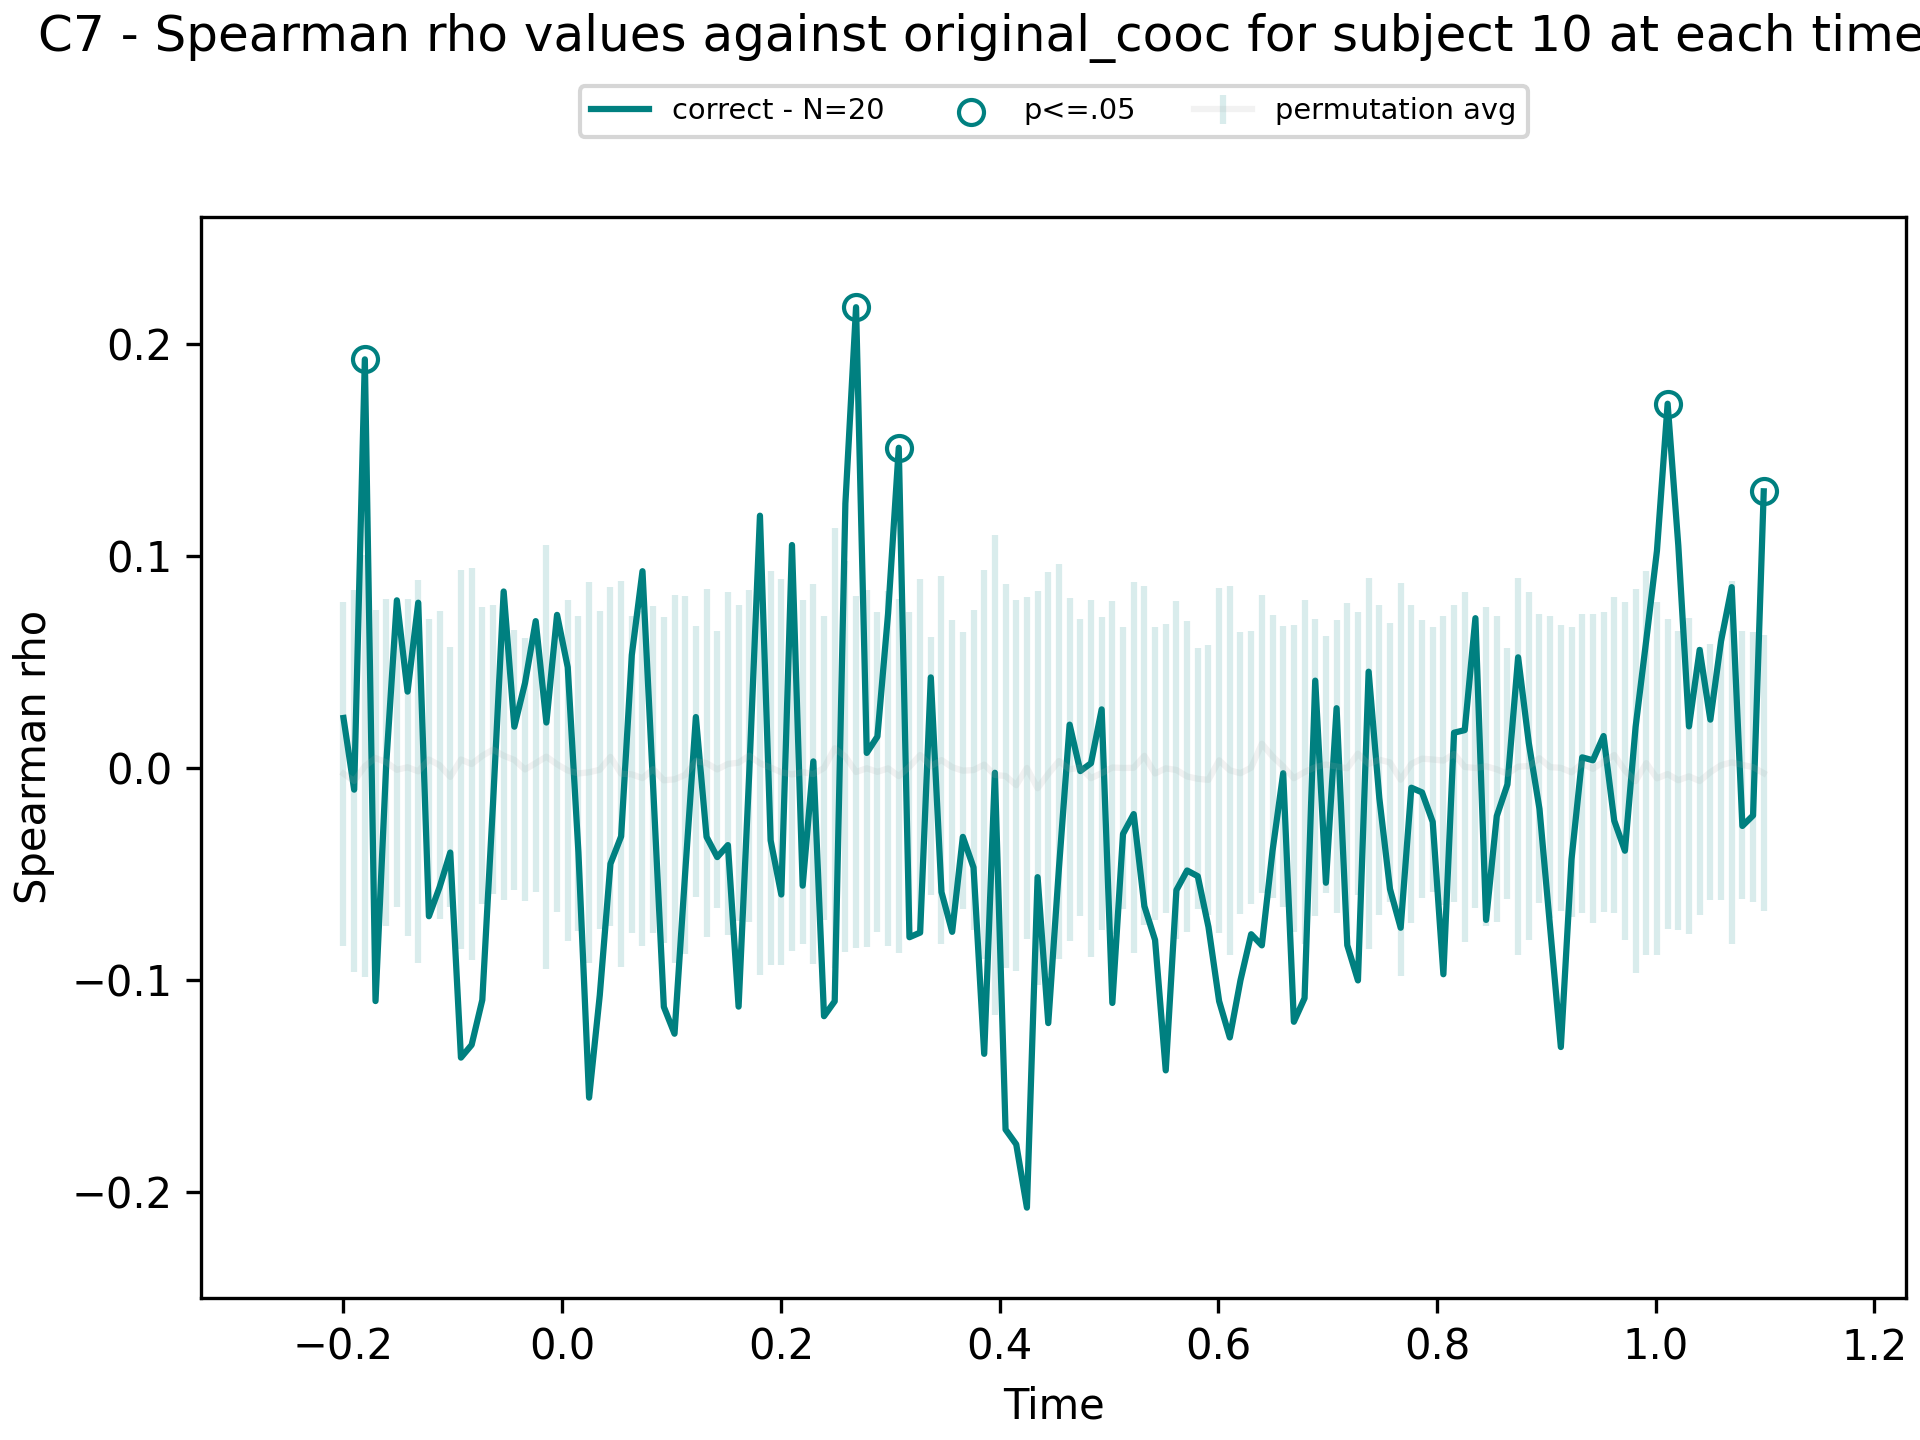 C7 - Spearman rho values against original_cooc for subject 10 at each time
correct - N=20 p<=.05 permutation avg
Spearman rho
0.2
0.1
0.0
−0.1
−0.2
−0.2 0.0 0.2 0.4 0.6 0.8 1.0 1.2
Time